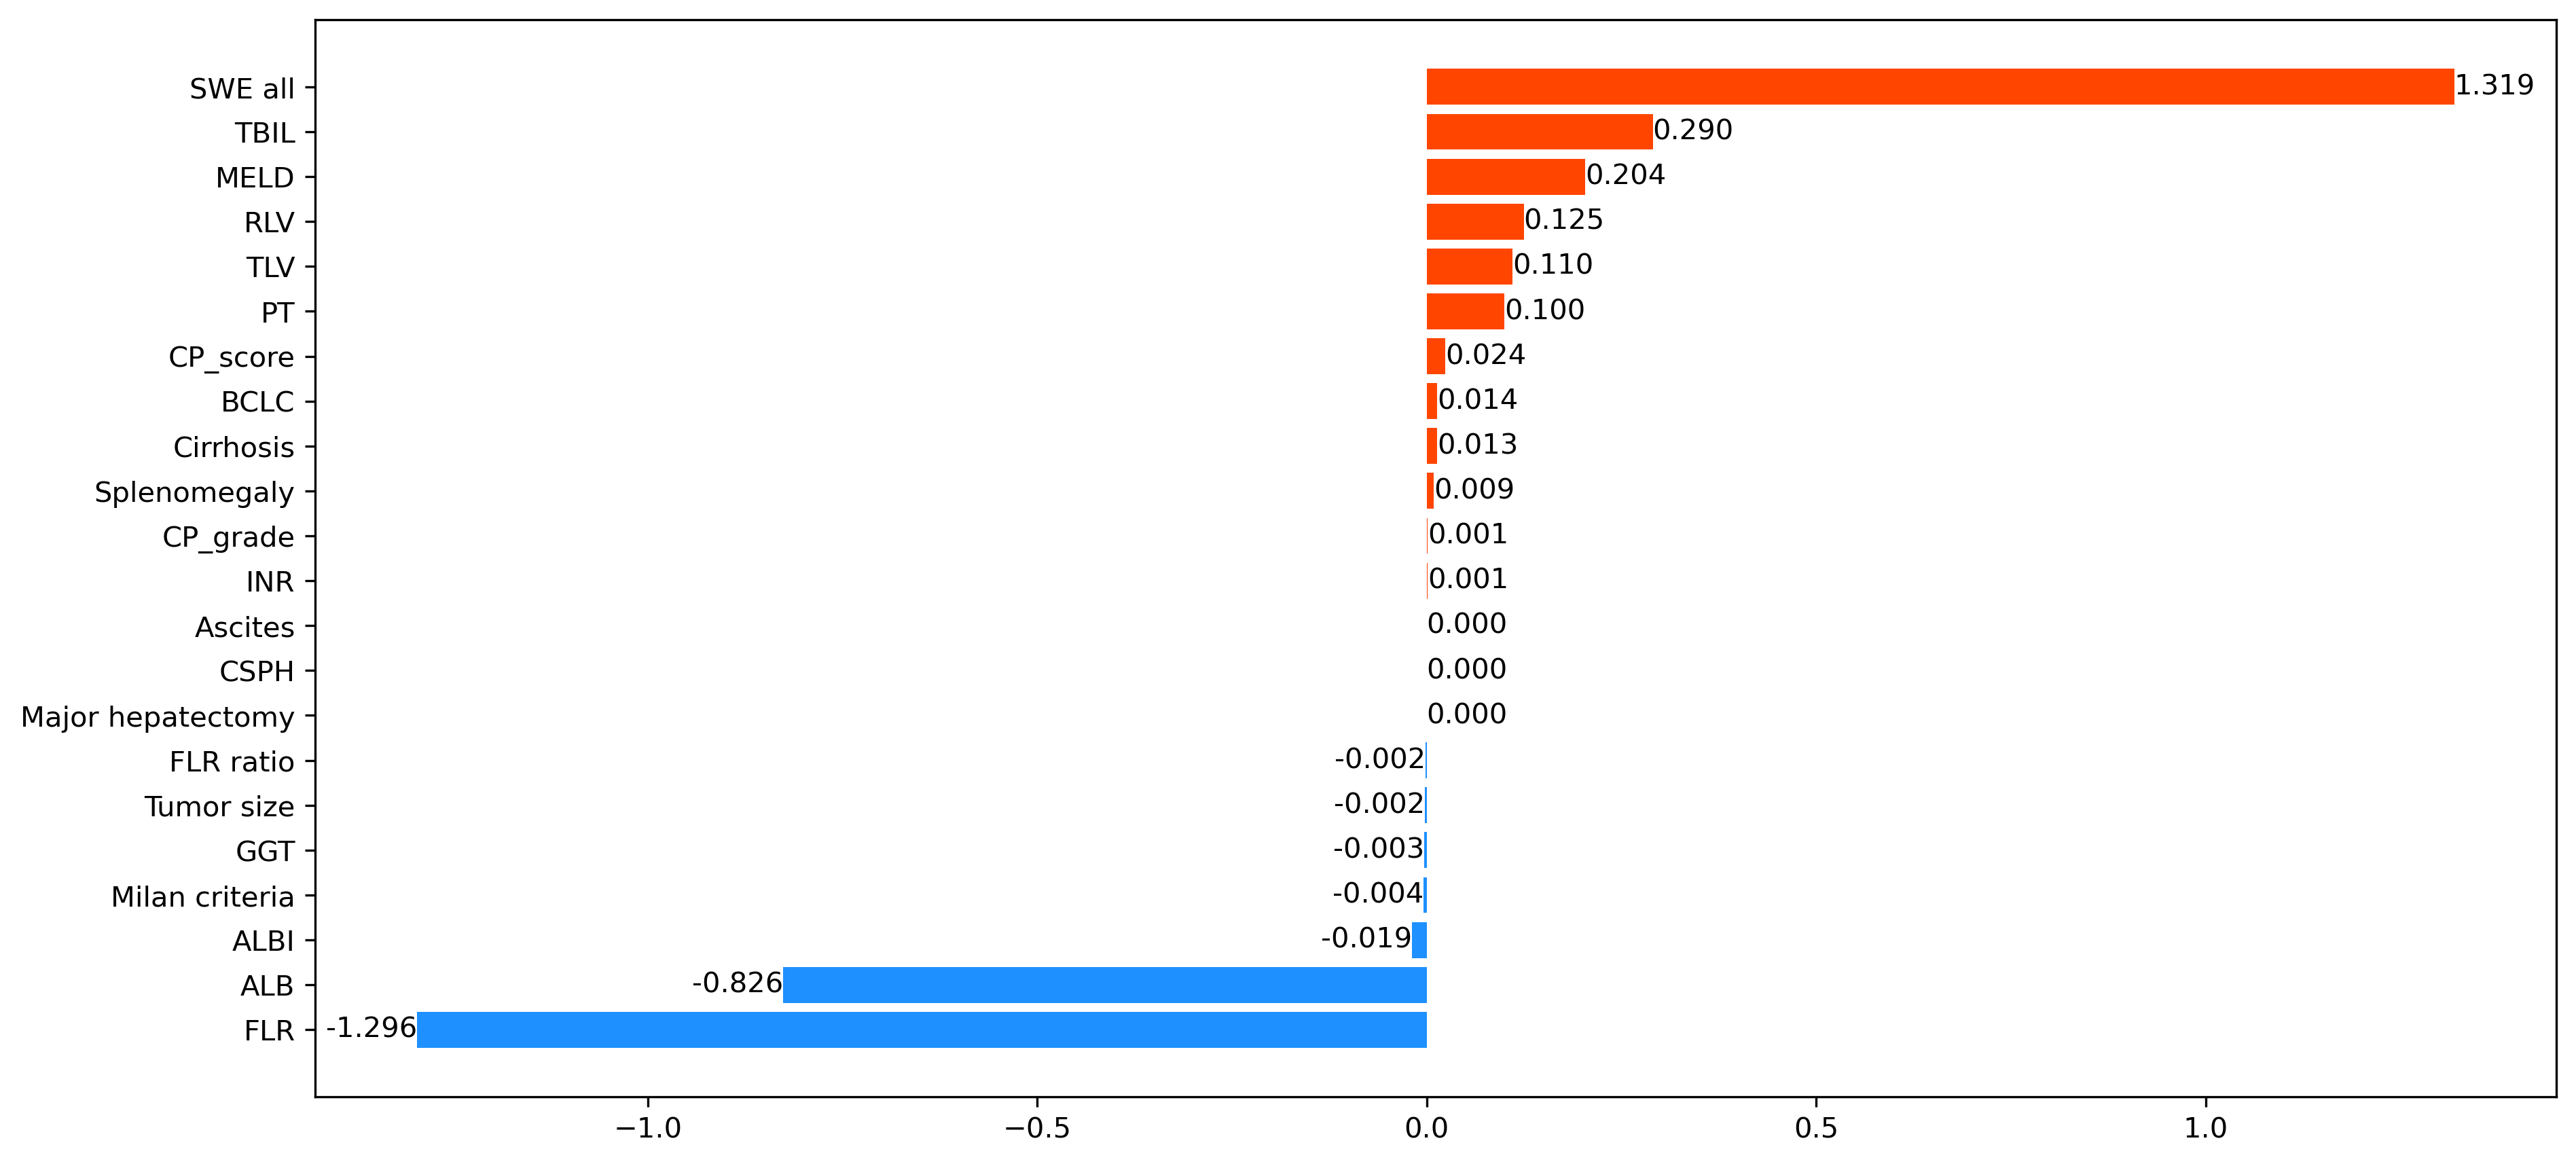 SWE all 1.319
TBIL 0.290
MELD 0.204
RLV 0.125
TLV 0.110
PT 0.100
CP_score 0.024
BCLC 0.014
Cirrhosis 0.013
Splenomegaly 0.009
CP_grade 0.001
INR 0.001
Ascites 0.000
CSPH 0.000
Major hepatectomy 0.000
FLR ratio -0.002
Tumor size -0.002
GGT -0.003
Milan criteria -0.004
ALBI -0.019
ALB -0.826
FLR -1.296
−1.0 −0.5 0.0 0.5 1.0